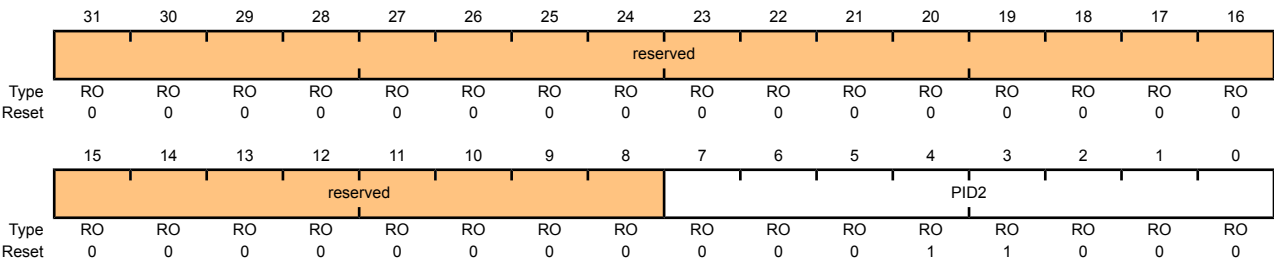 31 30 29 28 27 26 25 24 23 22 21 20 19 18 17 16
reserved
Type RO RO RO RO RO RO RO RO RO RO RO RO RO RO RO RO
Reset 0 0 0 0 0 0 0 0 0 0 0 0 0 0 0 0
15 14 13 12 11 10 9 8 7 6 5 4 3 2 1 0
reserved PID2
Type RO RO RO RO RO RO RO RO RO RO RO RO RO RO RO RO
Reset 0 0 0 0 0 0 0 0 0 0 0 1 1 0 0 0